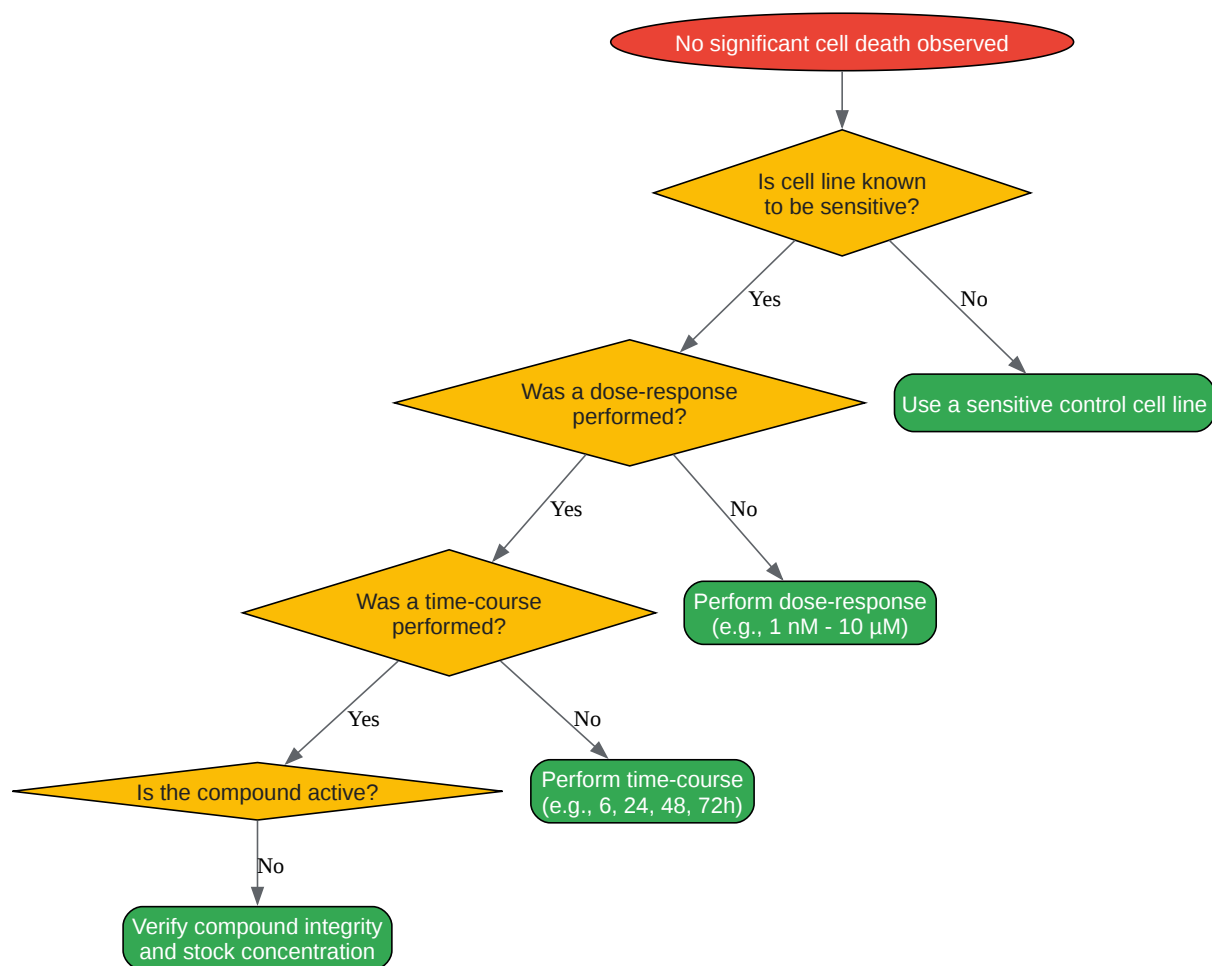 No significant cell death observed
Is cell line known
to be sensitive?
Yes
No
Was a dose-response
performed?
Use a sensitive control cell line
Yes
No
Was a time-course
performed?
Perform dose-response
(e.g., 1 nM - 10 µM)
Yes
No
Is the compound active?
Perform time-course
(e.g., 6, 24, 48, 72h)
No
Verify compound integrity
and stock concentration